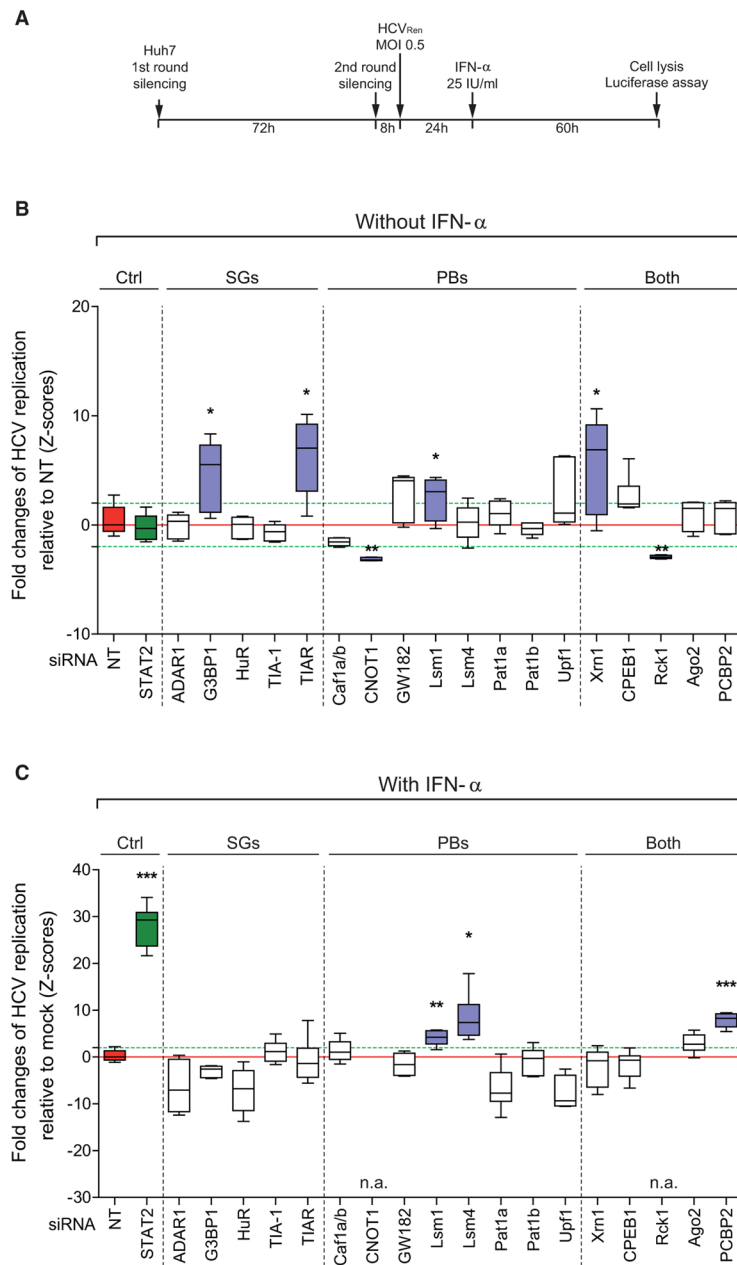 A
Huh7
1st round
silencing
2nd round
silencing
HCVRen
MOI 0.5
IFN-α
25 IU/ml
Cell lysis
Luciferase assay
72h
8h
24h
60h
B
Without IFN-α
Ctrl
SGs
PBs
Both
Fold changes of HCV replication
relative to NT (Z-scores)
20
10
0
-10
*
*
**
*
*
**
siRNA
NT
STAT2
ADAR1
G3BP1
HuR
TIA-1
TIAR
Caf1a/b
CNOT1
GW182
Lsm1
Lsm4
Pat1a
Pat1b
Upf1
Xrn1
CPEB1
Rck1
Ago2
PCBP2
C
With IFN-α
Ctrl
SGs
PBs
Both
Fold changes of HCV replication
relative to mock (Z-scores)
40
30
20
10
0
-10
-20
-30
***
**
*
***
n.a.
n.a.
siRNA
NT
STAT2
ADAR1
G3BP1
HuR
TIA-1
TIAR
Caf1a/b
CNOT1
GW182
Lsm1
Lsm4
Pat1a
Pat1b
Upf1
Xrn1
CPEB1
Rck1
Ago2
PCBP2